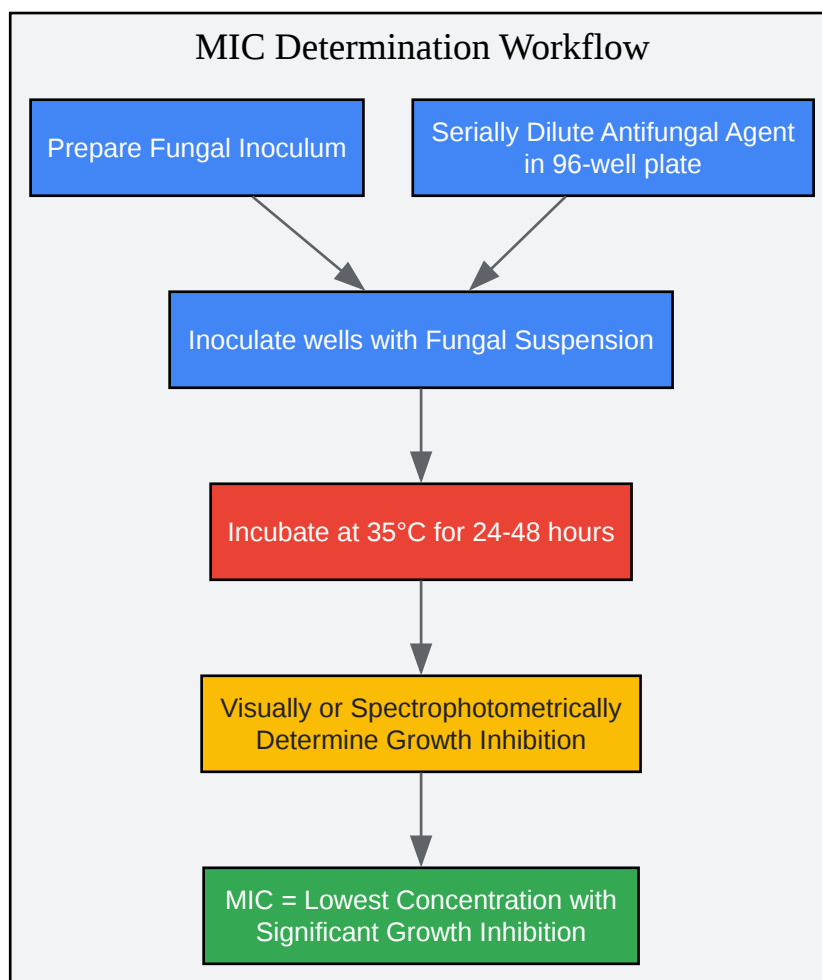 MIC Determination Workflow
Prepare Fungal Inoculum
Serially Dilute Antifungal Agent
in 96-well plate
Inoculate wells with Fungal Suspension
Incubate at 35°C for 24-48 hours
Visually or Spectrophotometrically
Determine Growth Inhibition
MIC = Lowest Concentration with
Significant Growth Inhibition